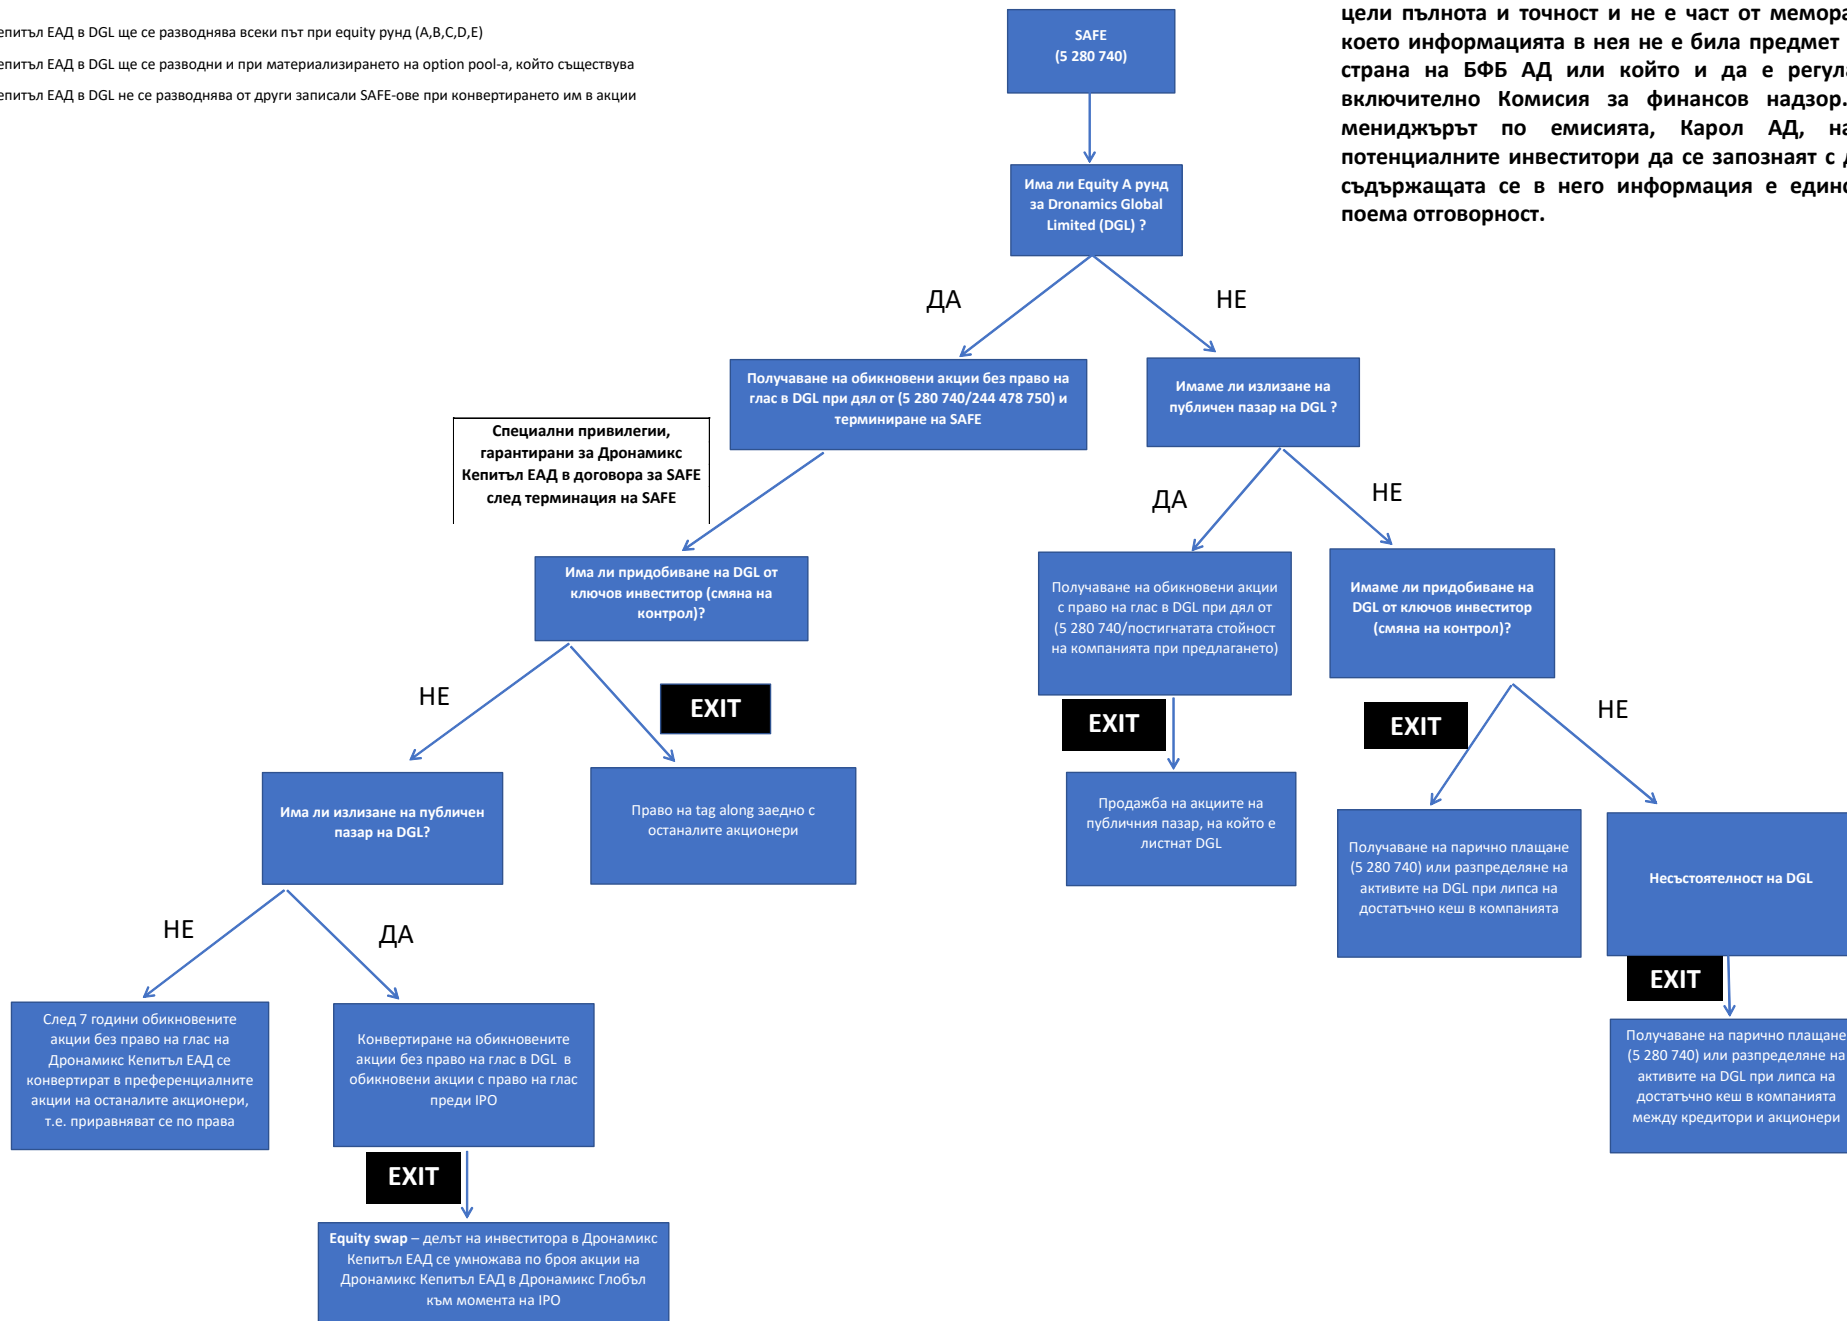 ЕАД в DGL ще се разводнява всеки път при equity рунд (A,B,C,D,E)
ЕАД в DGL ще се разводни и при материализирането на option pool-a, който съществува
ЕАД в DGL не се разводнява от други записали SAFE-ове при конвертирането им в акции
цели пълнота и точност и не е част от
което информацията в нея не е била предмет
страна на БФБ АД или който и да е
включително Комисия за финансов надзор.
мениджърът по емисията, Карол АД,
потенциалните инвеститори да се запознаят с
съдържащата се в него информация е
поема отговорност.
SAFE
(5 280 740)
Има ли Equity A рунд
за Dronamics Global
Limited (DGL) ?
ДА
НЕ
Получаване на обикновени акции без право на
глас в DGL при дял от (5 280 740/244 478 750) и
терминиране на SAFE
Имаме ли излизане на
публичен пазар на DGL ?
Специални привилегии,
гарантирани за Дронамикс
Кепитъл ЕАД в договора за SAFE
след терминация на SAFE
ДА
НЕ
Има ли придобиване на DGL от
ключов инвеститор (смяна на
контрол)?
Получаване на обикновени акции
с право на глас в DGL при дял от
(5 280 740/постигнатата стойност
на компанията при предлагането)
Имаме ли придобиване на
DGL от ключов инвеститор
(смяна на контрол)?
НЕ
EXIT
EXIT
EXIT
НЕ
Има ли излизане на публичен
пазар на DGL?
Право на tag along заедно с
останалите акционери
Продажба на акциите на
публичния пазар, на който е
листнат DGL
Получаване на парично плащане
(5 280 740) или разпределяне на
активите на DGL при липса на
достатъчно кеш в компанията
Несъстоятелност на DGL
НЕ
ДА
EXIT
След 7 години обикновените
акции без право на глас на
Дронамикс Кепитъл ЕАД се
конвертират в преференциалните
акции на останалите акционери,
т.е. приравняват се по права
Конвертиране на обикновените
акции без право на глас в DGL в
обикновени акции с право на глас
преди IPO
Получаване на парично плащане
(5 280 740) или разпределяне на
активите на DGL при липса на
достатъчно кеш в компанията
между кредитори и акционери
EXIT
Equity swap – делът на инвеститора в Дронамикс
Кепитъл ЕАД се умножава по броя акции на
Дронамикс Кепитъл ЕАД в Дронамикс Глобъл
към момента на IPO